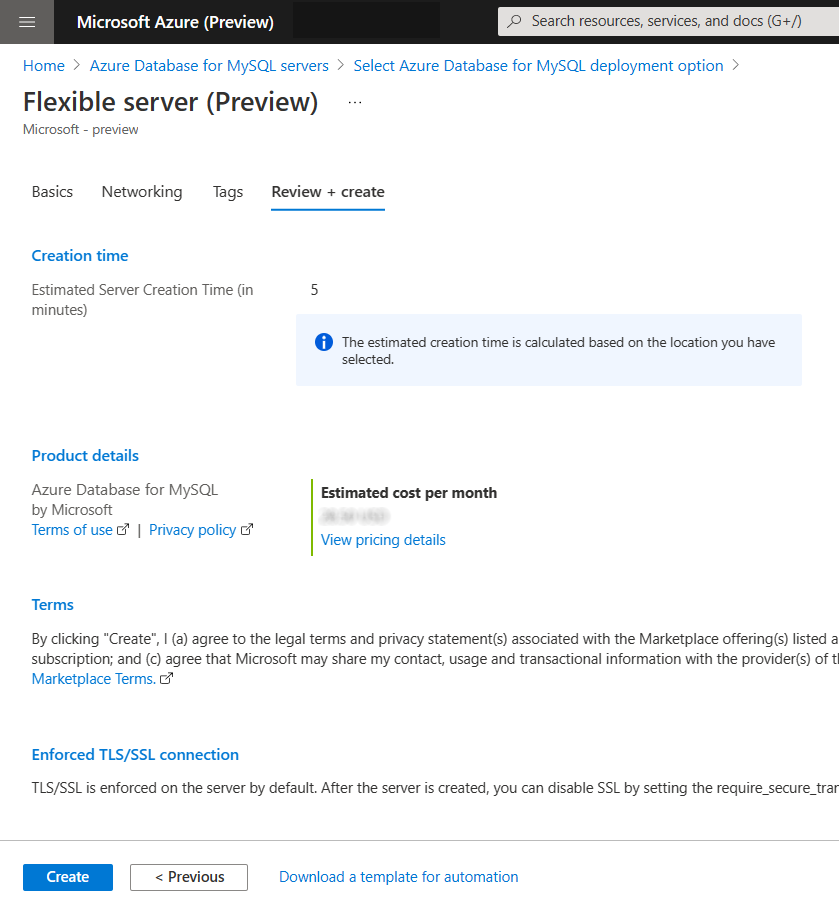 Microsoft Azure (Preview)
Search resources, services, and docs (G+/)
Home > Azure Database for MySQL servers > Select Azure Database for MySQL deployment option >
Flexible server (Preview) ...
Microsoft - preview
Basics Networking Tags Review + create
Creation time
Estimated Server Creation Time (in
minutes)
5
The estimated creation time is calculated based on the location you have
selected.
Product details
Azure Database for MySQL
by Microsoft
Terms of use | Privacy policy
Estimated cost per month
View pricing details
Terms
By clicking "Create", I (a) agree to the legal terms and privacy statement(s) associated with the Marketplace offering(s) listed a
subscription; and (c) agree that Microsoft may share my contact, usage and transactional information with the provider(s) of th
Marketplace Terms.
Enforced TLS/SSL connection
TLS/SSL is enforced on the server by default. After the server is created, you can disable SSL by setting the require_secure_tran
Create < Previous Download a template for automation